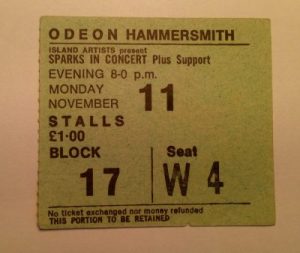 ODEON HAMMERSMITH
ISLAND ARTISTS present
SPARKS IN CONCERT Plus Support
EVENING 8-0 p.m.
MONDAY
NOVEMBER 11
STALLS
£1·00
BLOCK Seat
17 W 4
No ticket exchanged nor money refunded
THIS PORTION TO BE RETAINED